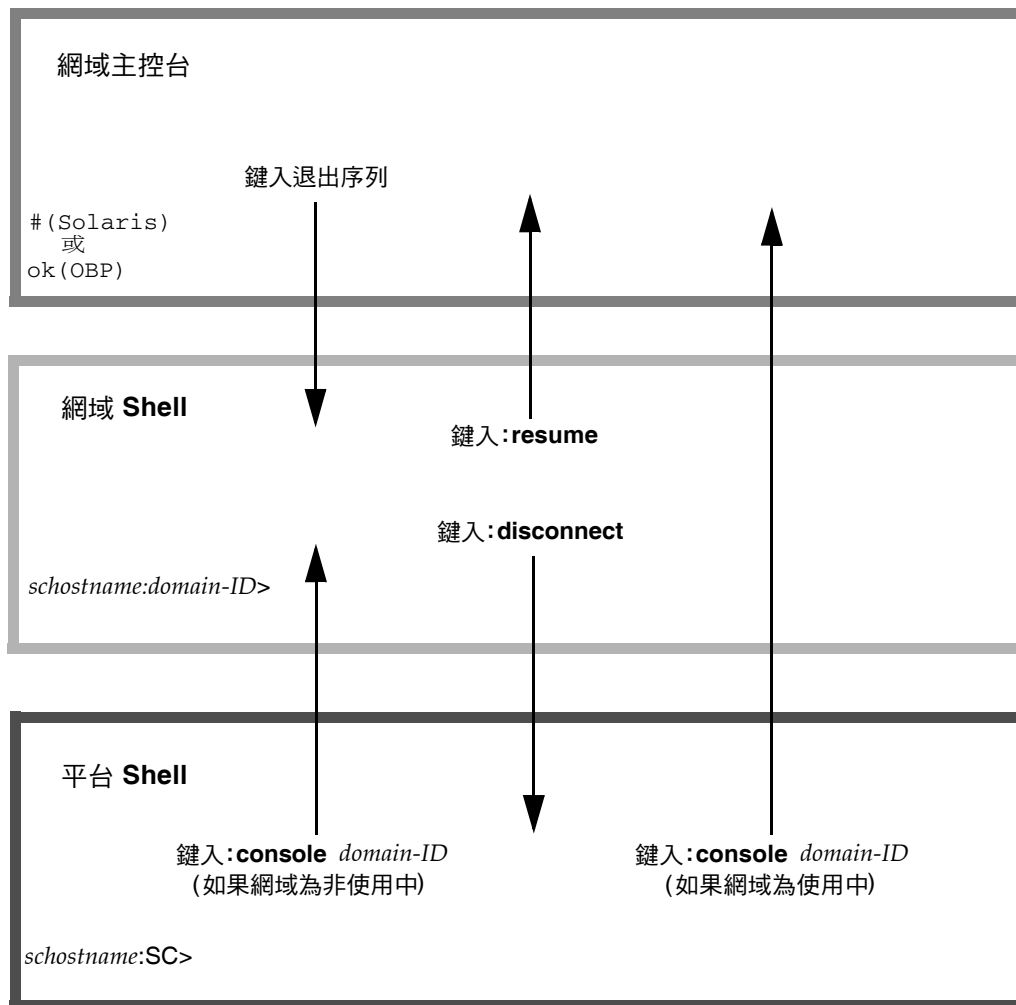 網域主控台
鍵入退出序列
#(Solaris)
或
ok(OBP)
網域 Shell
鍵入:resume
鍵入:disconnect
schostname:domain-ID>
平台 Shell
鍵入:console domain-ID
(如果網域為非使用中)
鍵入:console domain-ID
(如果網域為使用中)
schostname:SC>